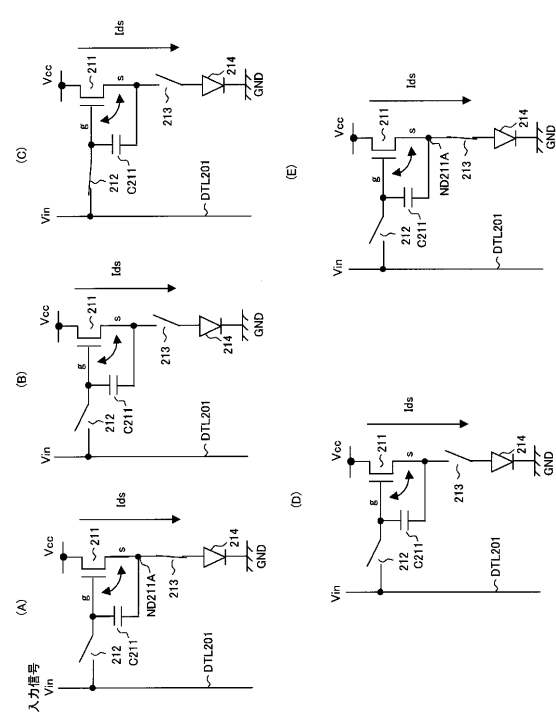 (A)
入力信号
Vin
Vcc
Ids
211
g
s
212
C211
ND211A
213
214
GND
DTL201
(B)
Vin
Vcc
Ids
211
g
s
212
C211
213
214
GND
DTL201
(C)
Vin
Vcc
Ids
211
g
s
212
C211
213
214
GND
DTL201
(D)
Vin
Vcc
Ids
211
g
s
212
C211
213
214
GND
DTL201
(E)
Vin
Vcc
Ids
211
g
s
212
C211
ND211A
213
214
GND
DTL201